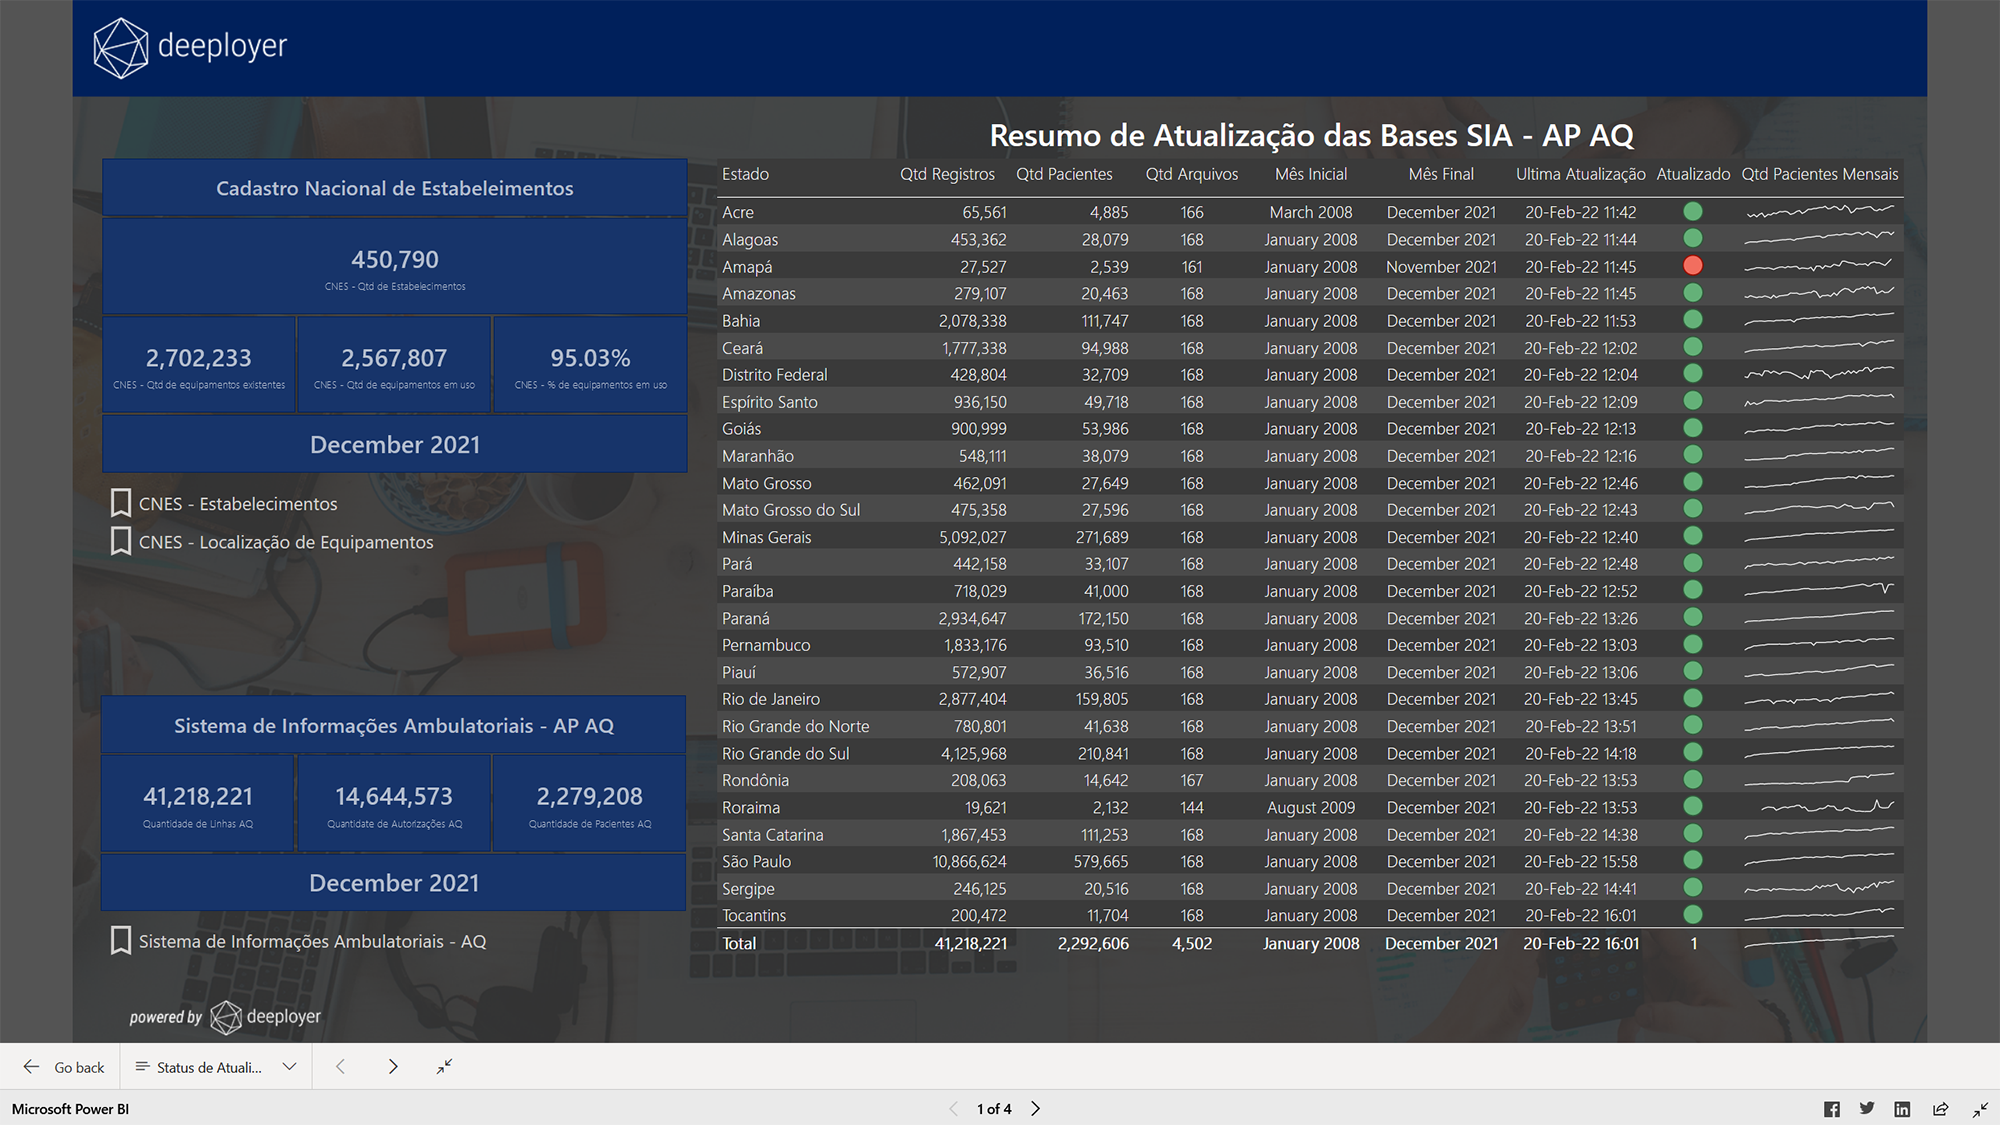 deeployer
Cadastro Nacional de Estabeleimentos
450,790
CNES - Qtd de Estabelecimentos
2,702,233
CNES - Qtd de equipamentos existentes
2,567,807
CNES - Qtd de equipamentos em uso
95.03%
CNES - % de equipamentos em uso
December 2021
CNES - Estabelecimentos
CNES - Localização de Equipamentos
Sistema de Informações Ambulatoriais - AP AQ
41,218,221
Quantidade de Linhas AQ
14,644,573
Quantidate de Autorizações AQ
2,279,208
Quantidade de Pacientes AQ
December 2021
Sistema de Informações Ambulatoriais - AQ
powered by deeployer
Resumo de Atualização das Bases SIA - AP AQ
Estado Qtd Registros Qtd Pacientes Qtd Arquivos Mês Inicial Mês Final Ultima Atualização Atualizado Qtd Pacientes Mensais
Acre 65,561 4,885 166 March 2008 December 2021 20-Feb-22 11:42
Alagoas 453,362 28,079 168 January 2008 December 2021 20-Feb-22 11:44
Amapá 27,527 2,539 161 January 2008 November 2021 20-Feb-22 11:45
Amazonas 279,107 20,463 168 January 2008 December 2021 20-Feb-22 11:45
Bahia 2,078,338 111,747 168 January 2008 December 2021 20-Feb-22 11:53
Ceará 1,777,338 94,988 168 January 2008 December 2021 20-Feb-22 12:02
Distrito Federal 428,804 32,709 168 January 2008 December 2021 20-Feb-22 12:04
Espírito Santo 936,150 49,718 168 January 2008 December 2021 20-Feb-22 12:09
Goiás 900,999 53,986 168 January 2008 December 2021 20-Feb-22 12:13
Maranhão 548,111 38,079 168 January 2008 December 2021 20-Feb-22 12:16
Mato Grosso 462,091 27,649 168 January 2008 December 2021 20-Feb-22 12:46
Mato Grosso do Sul 475,358 27,596 168 January 2008 December 2021 20-Feb-22 12:43
Minas Gerais 5,092,027 271,689 168 January 2008 December 2021 20-Feb-22 12:40
Pará 442,158 33,107 168 January 2008 December 2021 20-Feb-22 12:48
Paraíba 718,029 41,000 168 January 2008 December 2021 20-Feb-22 12:52
Paraná 2,934,647 172,150 168 January 2008 December 2021 20-Feb-22 13:26
Pernambuco 1,833,176 93,510 168 January 2008 December 2021 20-Feb-22 13:03
Piauí 572,907 36,516 168 January 2008 December 2021 20-Feb-22 13:06
Rio de Janeiro 2,877,404 159,805 168 January 2008 December 2021 20-Feb-22 13:45
Rio Grande do Norte 780,801 41,638 168 January 2008 December 2021 20-Feb-22 13:51
Rio Grande do Sul 4,125,968 210,841 168 January 2008 December 2021 20-Feb-22 14:18
Rondônia 208,063 14,642 167 January 2008 December 2021 20-Feb-22 13:53
Roraima 19,621 2,132 144 August 2009 December 2021 20-Feb-22 13:53
Santa Catarina 1,867,453 111,253 168 January 2008 December 2021 20-Feb-22 14:38
São Paulo 10,866,624 579,665 168 January 2008 December 2021 20-Feb-22 15:58
Sergipe 246,125 20,516 168 January 2008 December 2021 20-Feb-22 14:41
Tocantins 200,472 11,704 168 January 2008 December 2021 20-Feb-22 16:01
Total 41,218,221 2,292,606 4,502 January 2008 December 2021 20-Feb-22 16:01 1
Go back Status de Atuali...
Microsoft Power BI 1 of 4